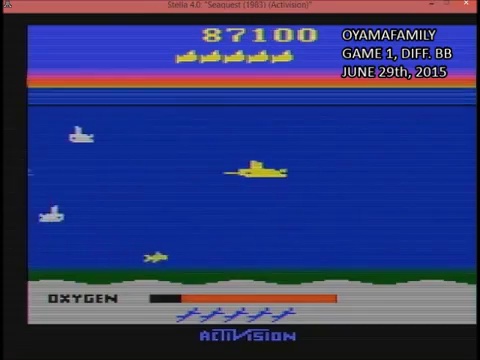 Stella 4.0: "Seaquest (1983) (Activision)"
87100
OYAMAFAMILY
GAME 1, DIFF. BB
JUNE 29th, 2015
OXYGEN
ACTIVISION